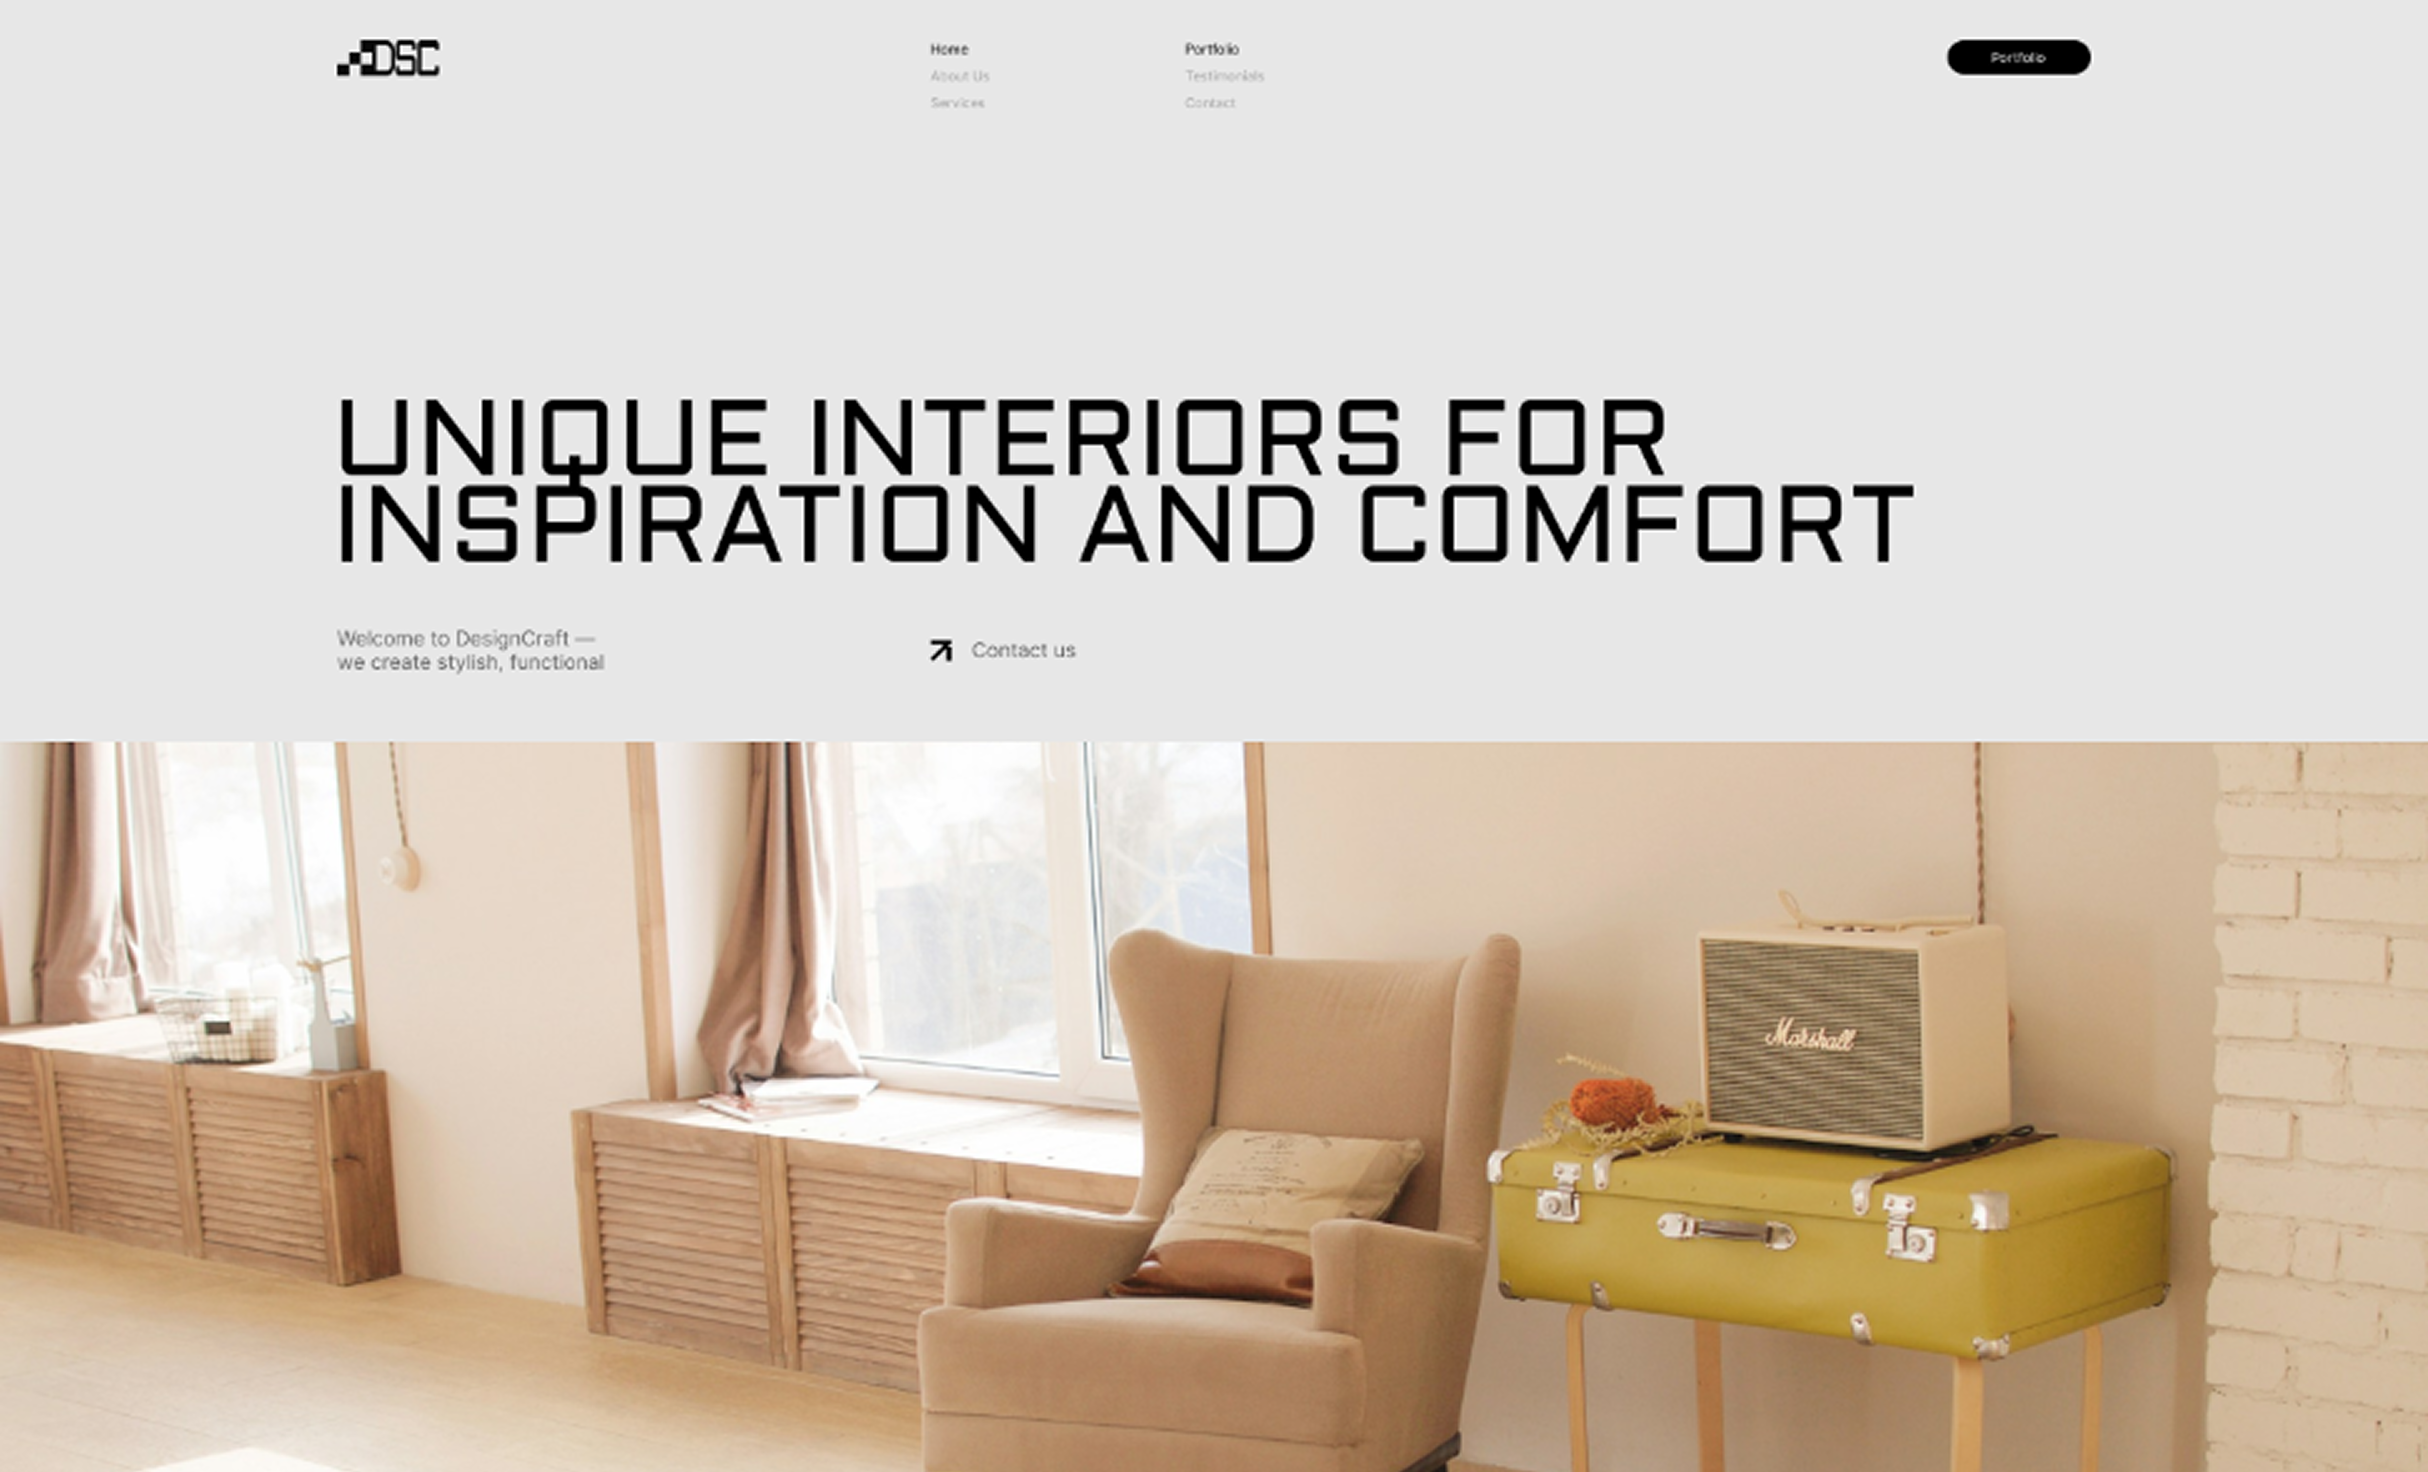 DSC
Home
About Us
Services
Portfolio
Testimonials
Contact
Portfolio
UNIQUE INTERIORS FOR
INSPIRATION AND COMFORT
Welcome to DesignCraft —
we create stylish, functional
Contact us
Marshall